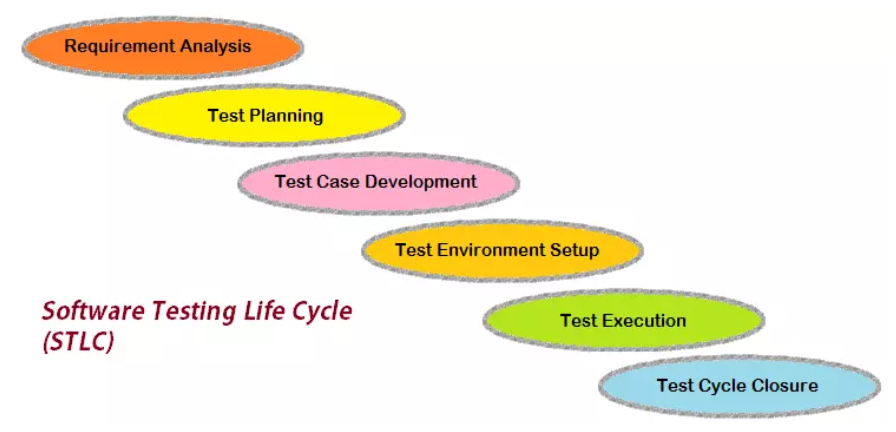 Requirement Analysis
Test Planning
Test Case Development
Test Environment Setup
Software Testing Life Cycle
(STLC)
Test Execution
Test Cycle Closure